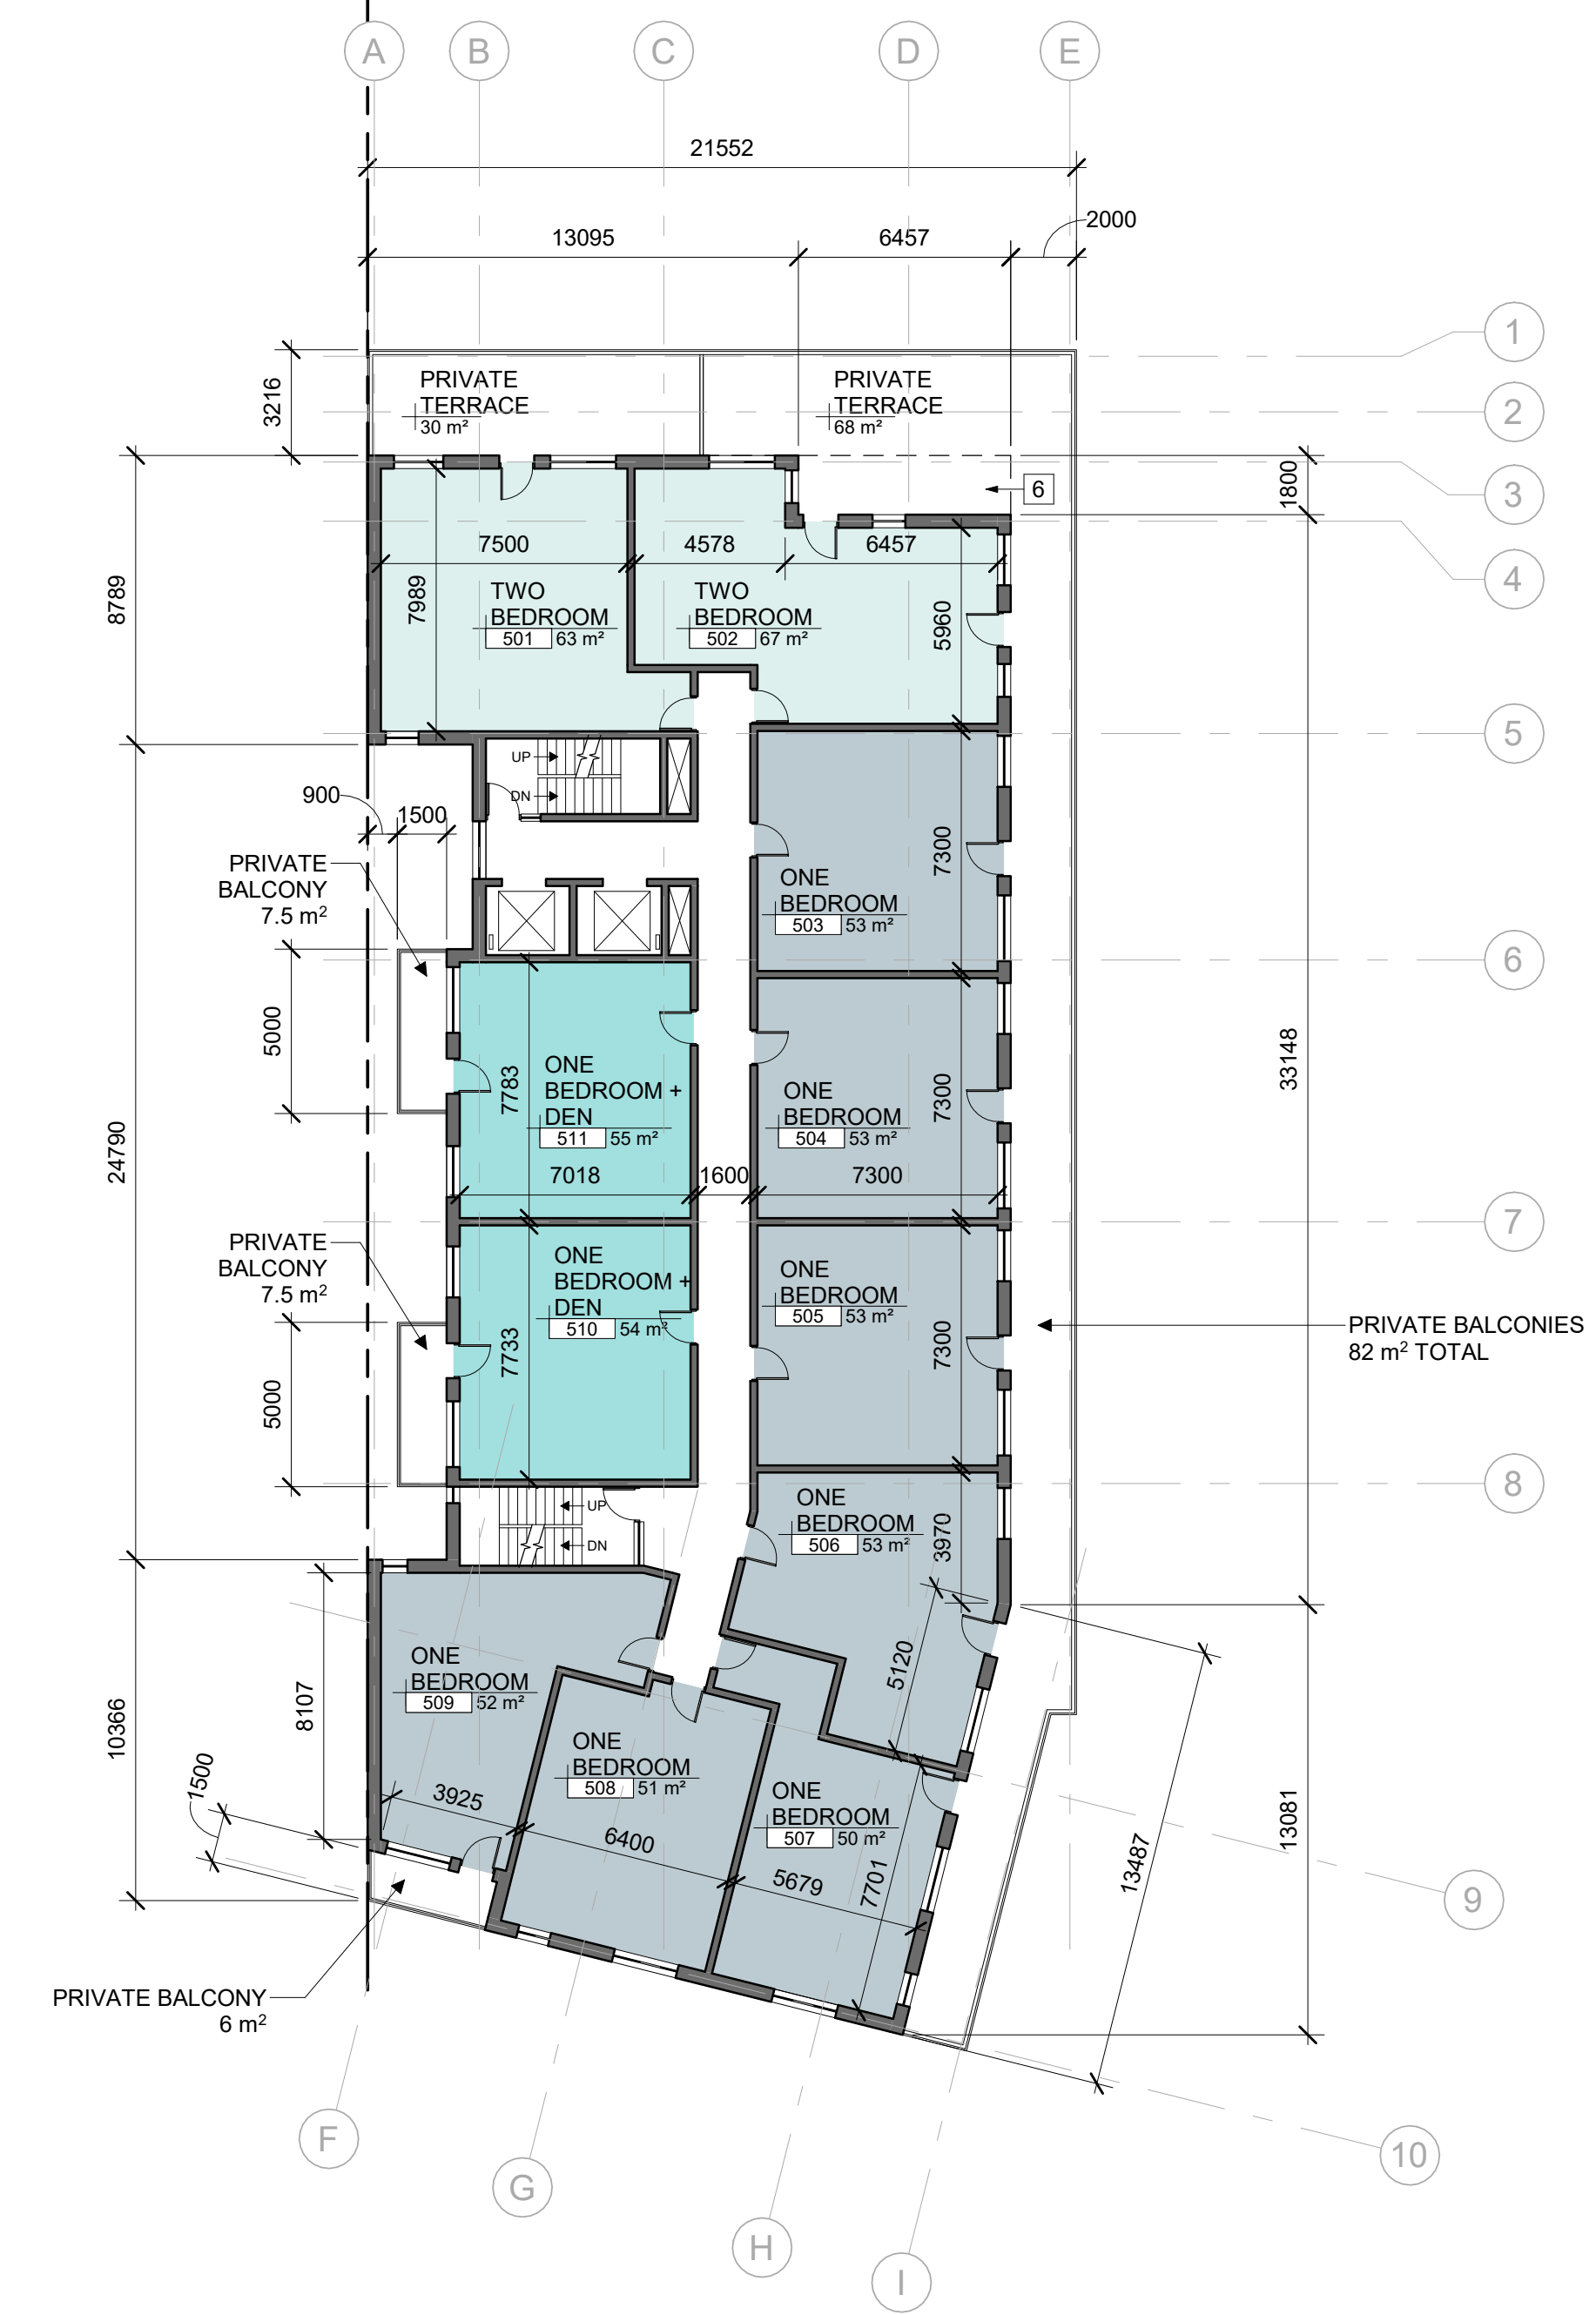 A B C D E
21552
2000
13095 6457
1
PRIVATE
TERRACE
30 m²
PRIVATE
TERRACE
68 m²
3216
2
1800
6
3
7500 4578 6457
4
8789
7989
TWO
BEDROOM
501 63 m²
TWO
BEDROOM
502 67 m²
5960
5
UP
DN
900
1500
PRIVATE
BALCONY
7.5 m²
7300
ONE
BEDROOM
503 53 m²
6
5000
7783
ONE
BEDROOM +
DEN
511 55 m²
ONE
BEDROOM
504 53 m²
7300
33148
24790
7018 1600 7300
7
PRIVATE
BALCONY
7.5 m²
ONE
BEDROOM +
DEN
510 54 m²
7733
ONE
BEDROOM
505 53 m²
7300
PRIVATE BALCONIES
82 m² TOTAL
5000
8
UP
DN
ONE
BEDROOM
506 53 m²
3970
5120
ONE
BEDROOM
509 52 m²
8107
10366
1500
3925
ONE
BEDROOM
508 51 m²
6400
ONE
BEDROOM
507 50 m²
5679
7701
13487
13081
9
PRIVATE BALCONY
6 m²
F
G
H
I
10